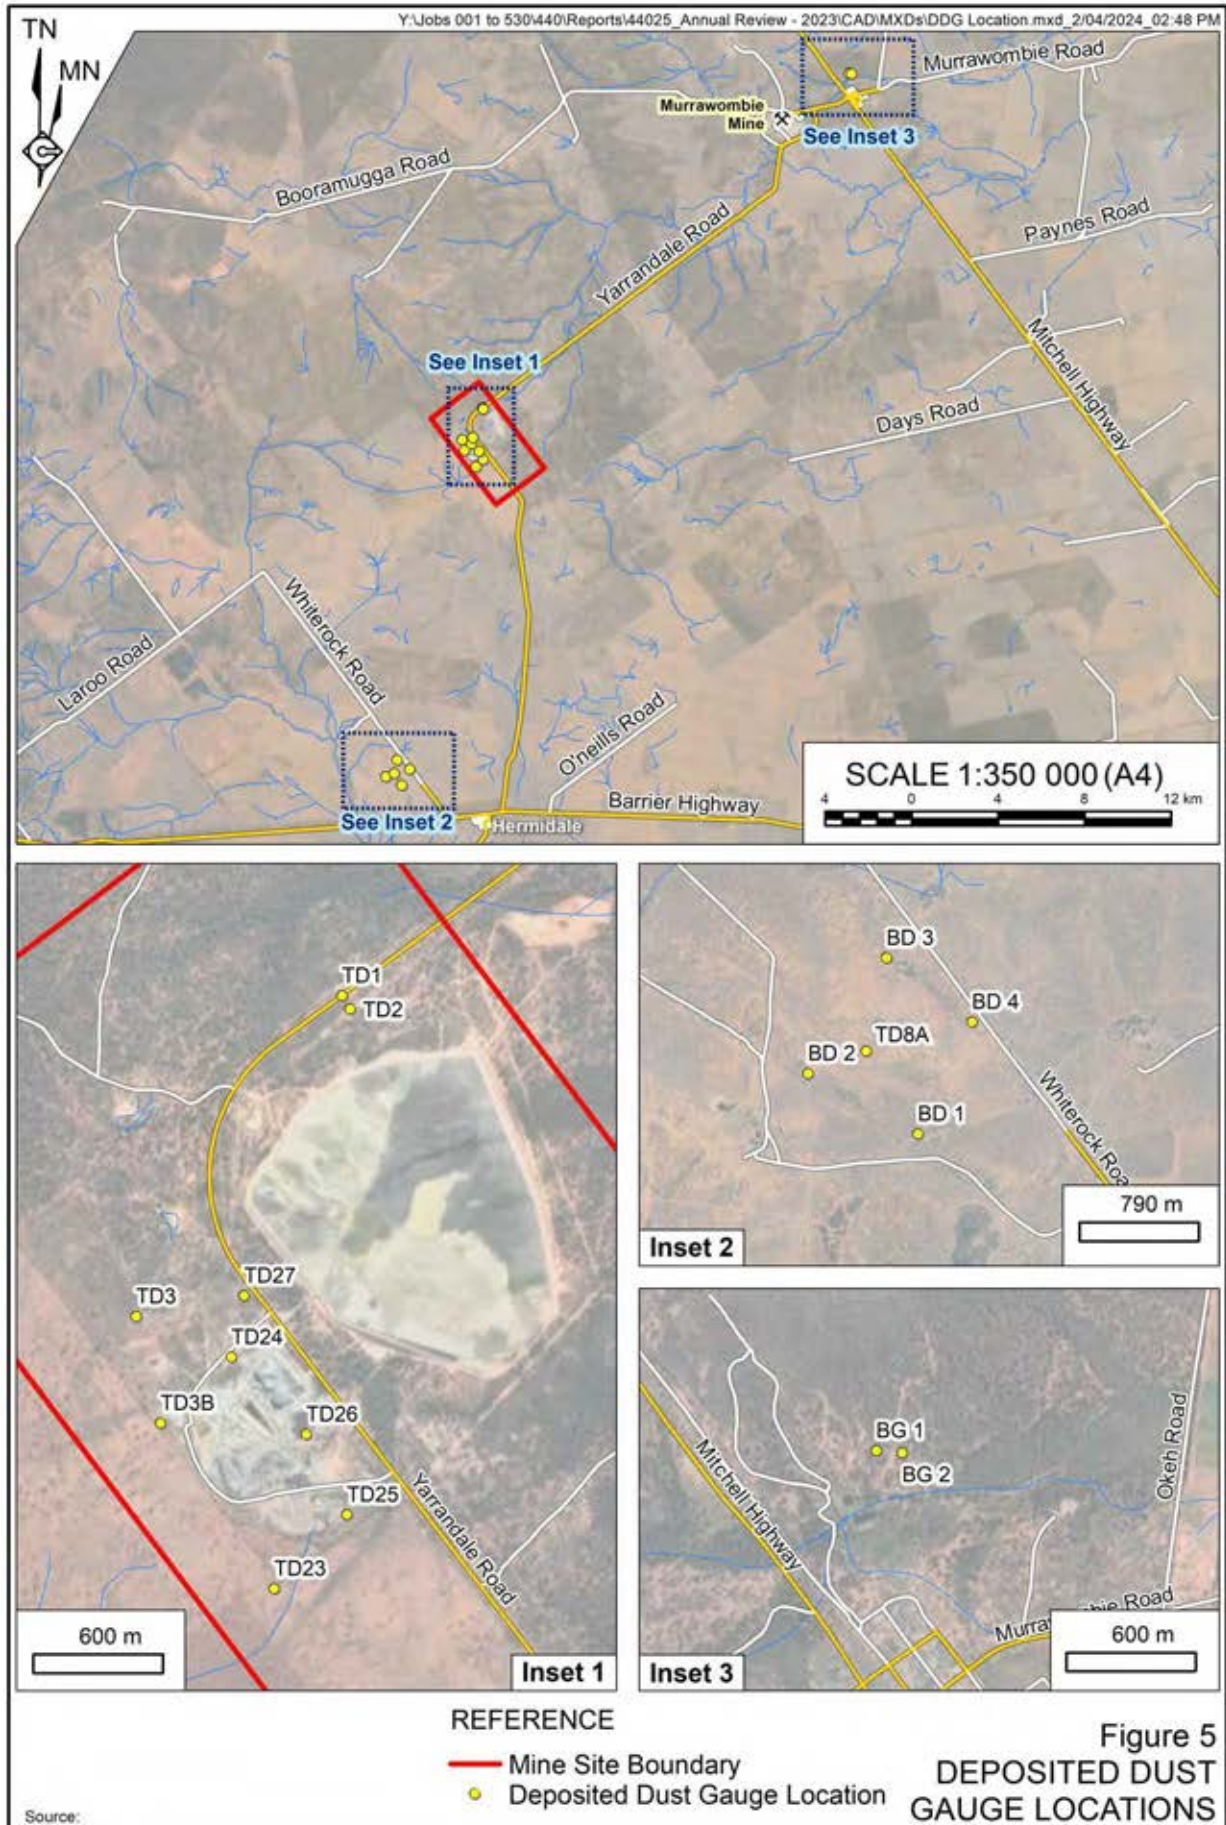 Y:\Jobs 001 to 530\440\Reports\44025_Annual Review - 2023\CAD\MXDs\DDG Location.mxd_2/04/2024_02:48 PM
TN
MN
Murrawombie Road
Murrawombie
Mine
See Inset 3
Booramugga Road
Paynes Road
Yarrandale Road
Mitchell Highway
See Inset 1
Days Road
Whiterock Road
Laroo Road
O'neills Road
SCALE 1:350 000 (A4)
4 0 4 8 12 km
Barrier Highway
See Inset 2
Hermidale
TD1
TD2
TD27
TD3
TD24
TD3B
TD26
TD25
Yarrandale Road
TD23
600 m
Inset 1
BD 3
BD 4
TD8A
BD 2
BD 1
Whiterock Roa
790 m
Inset 2
BG 1
BG 2
Okeh Road
Mitchell Highway
Murrawombie Road
600 m
Inset 3
REFERENCE
Mine Site Boundary
Deposited Dust Gauge Location
Figure 5
DEPOSITED DUST
GAUGE LOCATIONS
Source: